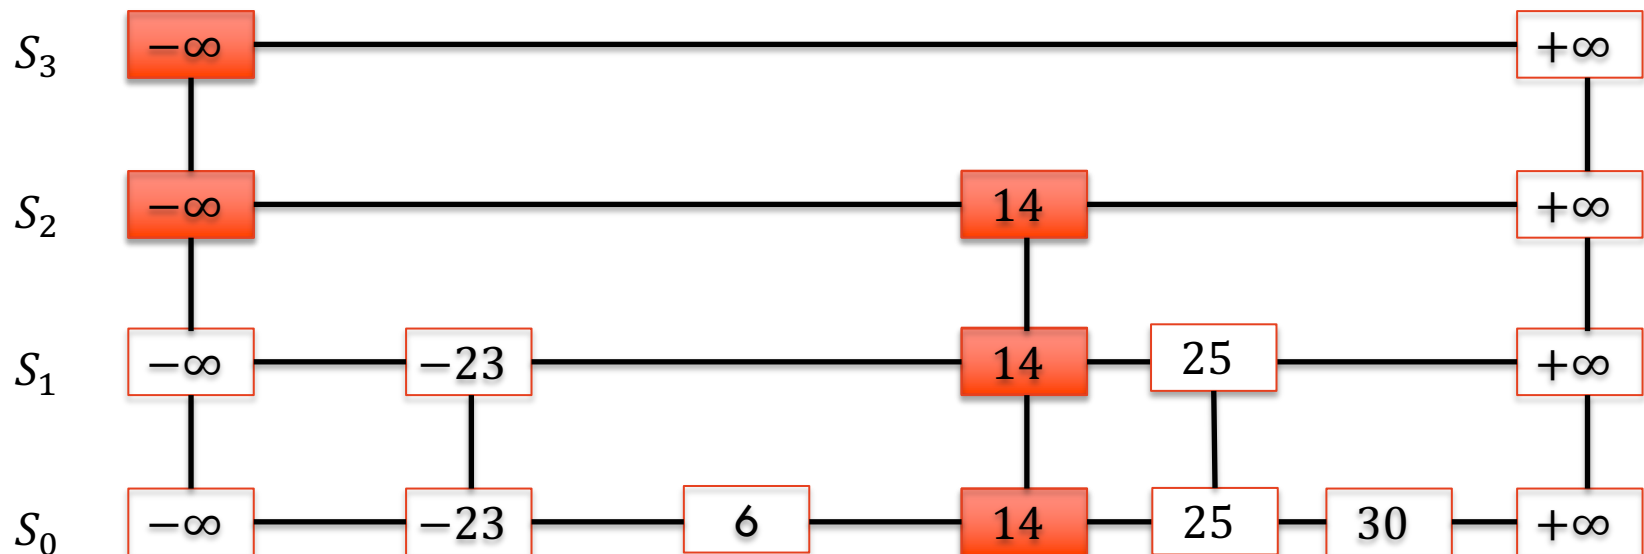 S₃ −∞ +∞
S₂ −∞ 14 +∞
S₁ −∞ −23 14 25 +∞
S₀ −∞ −23 6 14 25 30 +∞